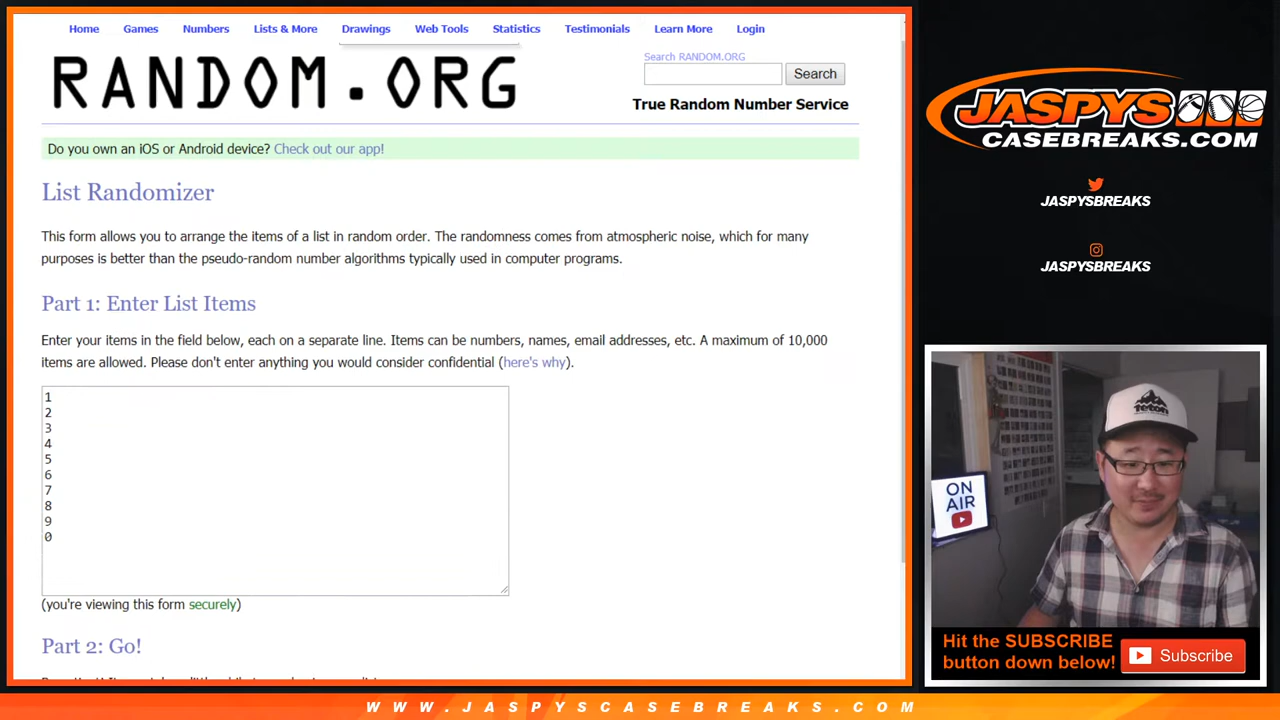 Home Games Numbers Lists & More Drawings Web Tools Statistics Testimonials Learn More Login
RANDOM.ORG
Search RANDOM.ORG
Search
True Random Number Service
Do you own an iOS or Android device? Check out our app!
List Randomizer
This form allows you to arrange the items of a list in random order. The randomness comes from atmospheric noise, which for many
purposes is better than the pseudo-random number algorithms typically used in computer programs.
Part 1: Enter List Items
Enter your items in the field below, each on a separate line. Items can be numbers, names, email addresses, etc. A maximum of 10,000
items are allowed. Please don't enter anything you would consider confidential (here's why).
1
2
3
4
5
6
7
8
9
0
(you're viewing this form securely)
Part 2: Go!
JASPYS
CASEBREAKS.COM
JASPYSBREAKS
JASPYSBREAKS
Teton
ON
AIR
Hit the SUBSCRIBE
button down below!
Subscribe
WWW.JASPYSCASEBREAKS.COM